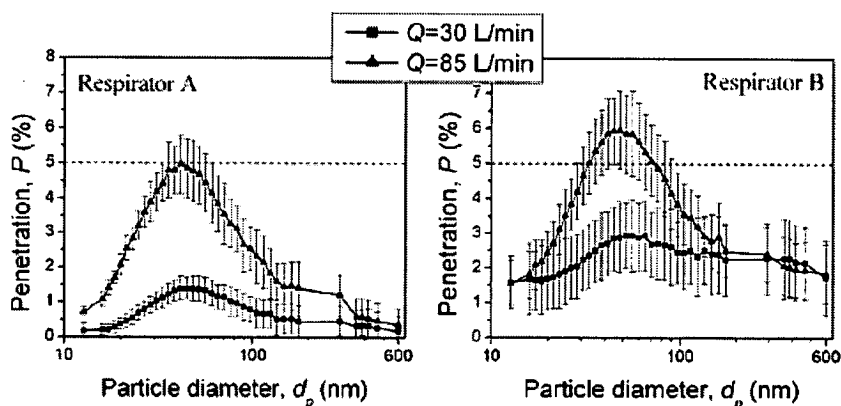 Q=30 L/min
Q=85 L/min
Respirator A
Penetration, P (%)
8
7
6
5
4
3
2
1
0
10
100
600
Particle diameter, dp (nm)
Respirator B
Penetration, P (%)
7
6
5
4
3
2
1
0
10
100
600
Particle diameter, dp (nm)